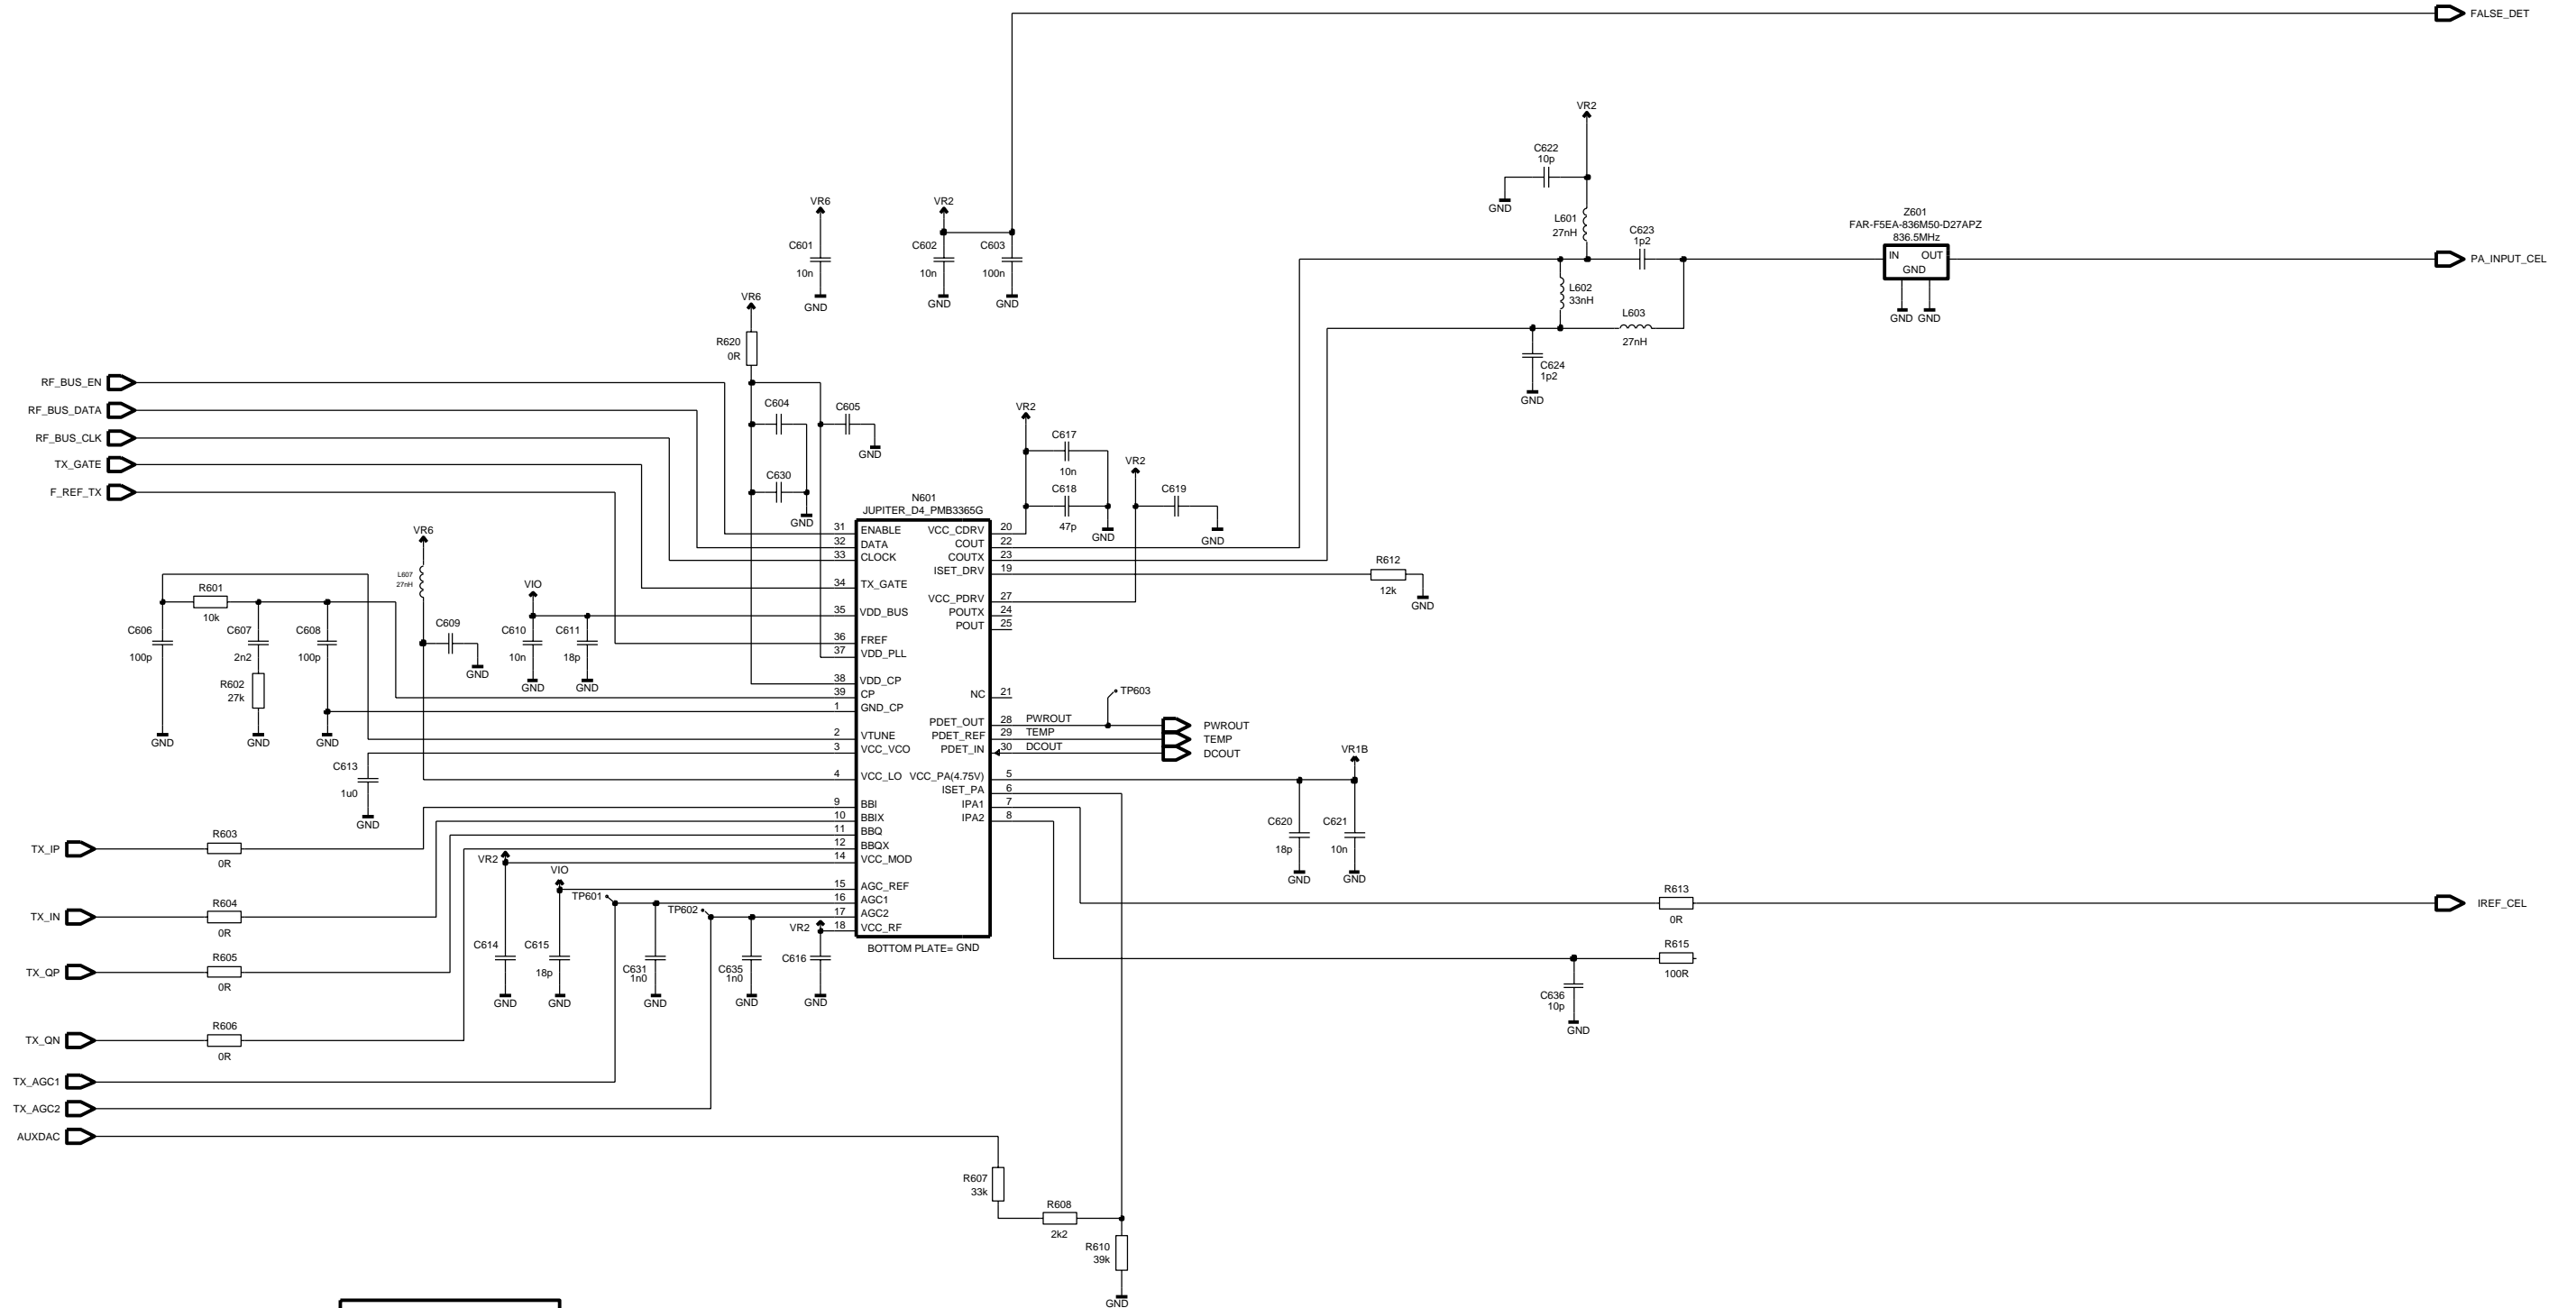 FALSE_DET
VR2
C622
10p
GND
L601
27nH
C623
1p2
Z601
FAR-F5EA-836M50-D27APZ
836.5MHz
IN OUT
GND
GND GND
PA_INPUT_CEL
L602
33nH
L603
27nH
C624
1p2
GND
VR6
C601
10n
GND
VR2
C602
10n
GND
C603
100n
GND
VR6
R620
0R
RF_BUS_EN
RF_BUS_DATA
RF_BUS_CLK
TX_GATE
F_REF_TX
C604
C605
GND
C630
GND
VR2
C617
10n
C618
47p
GND
VR2
C619
GND
N601
JUPITER_D4_PMB3365G
31 ENABLE
32 DATA
33 CLOCK
34 TX_GATE
35 VDD_BUS
36 FREF
37 VDD_PLL
38 VDD_CP
39 CP
1 GND_CP
2 VTUNE
3 VCC_VCO
4 VCC_LO
9 BBI
10 BBIX
11 BBQ
12 BBQX
14 VCC_MOD
15 AGC_REF
16 AGC1
17 AGC2
18 VCC_RF
VCC_CDRV 20
COUT 22
COUTX 23
ISET_DRV 19
VCC_PDRV 27
POUTX 24
POUT 25
NC 21
PDET_OUT 28 PWROUT
PDET_REF 29 TEMP
PDET_IN 30 DCOUT
VCC_PA(4.75V) 5
ISET_PA 6
IPA1 7
IPA2 8
BOTTOM PLATE= GND
R612
12k
GND
TP603
PWROUT
TEMP
DCOUT
VR6
L607
27nH
C609
GND
VIO
C610
10n
GND
C611
18p
GND
R601
10k
C606
100p
GND
C607
2n2
R602
27k
GND
C608
100p
GND
C613
1u0
GND
VR1B
C620
18p
GND
C621
10n
GND
TX_IP
R603
0R
TX_IN
R604
0R
TX_QP
R605
0R
TX_QN
R606
0R
TX_AGC1
TX_AGC2
AUXDAC
VR2
C614
GND
VIO
C615
18p
GND
TP601
C631
1n0
GND
TP602
C635
1n0
GND
VR2
C616
GND
R613
0R
IREF_CEL
R615
100R
C636
10p
GND
R607
33k
R608
2k2
R610
39k
GND